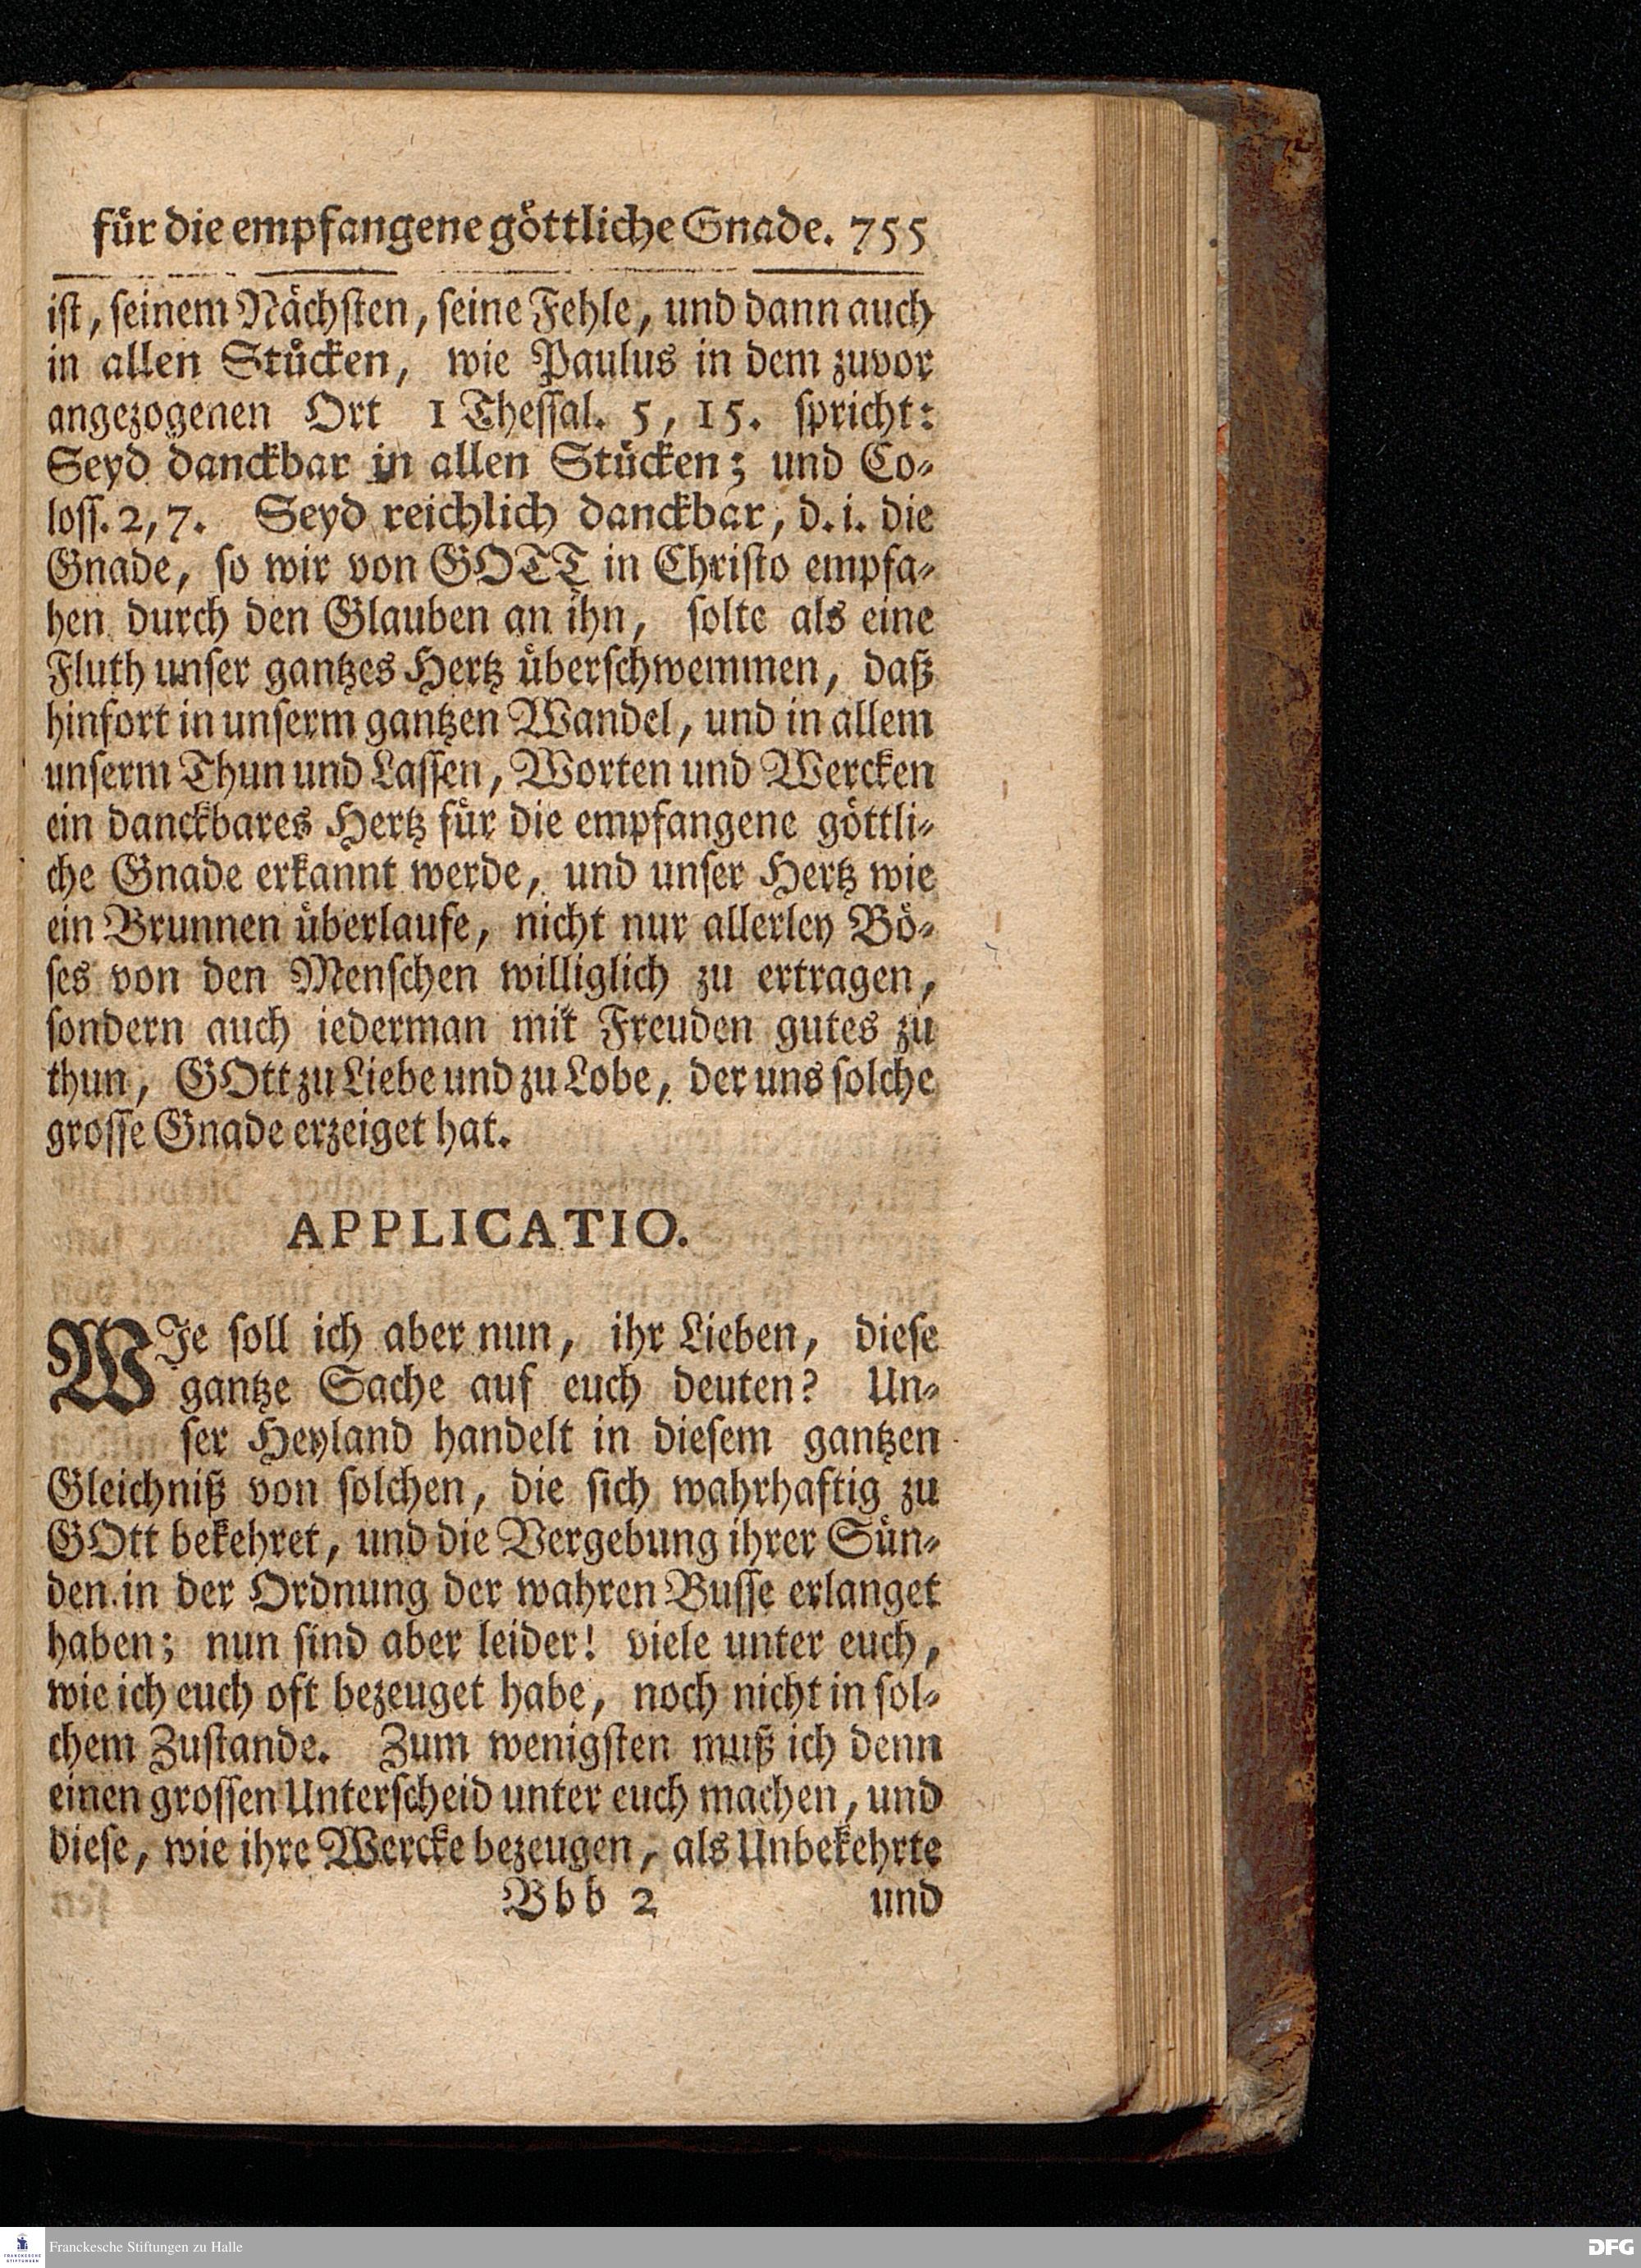 für die empfangene göttliche Gnade. 755
ist, seinem Nächsten, seine Fehle, und dann auch
in allen Stücken, wie Paulus in dem zuvor
angezogenen Ort 1 Thessal. 5, 15. spricht:
Seyd danckbar in allen Stücken; und Co-
loss. 2, 7. Seyd reichlich danckbar, d. i. die
Gnade, so wir von GOTT in Christo empfa-
hen durch den Glauben an ihn, solte als eine
Fluth unser gantzes Hertz überschwemmen, daß
hinfort in unserm gantzen Wandel, und in allem
unserm Thun und Lassen, Worten und Wercken
ein danckbares Hertz für die empfangene göttli-
che Gnade erkannt werde, und unser Hertz wie
ein Brunnen überlaufe, nicht nur allerley Bö-
ses von den Menschen williglich zu ertragen,
sondern auch iederman mit Freuden gutes zu
thun, GOtt zu Liebe und zu Lobe, der uns solche
grosse Gnade erzeiget hat.
APPLICATIO.
WIe soll ich aber nun, ihr Lieben, diese
gantze Sache auf euch deuten? Un-
ser Heyland handelt in diesem gantzen
Gleichniß von solchen, die sich wahrhaftig zu
GOtt bekehret, und die Vergebung ihrer Sün-
den in der Ordnung der wahren Busse erlanget
haben; nun sind aber leider! viele unter euch,
wie ich euch oft bezeuget habe, noch nicht in sol-
chem Zustande. Zum wenigsten muß ich denn
einen grossen Unterscheid unter euch machen, und
diese, wie ihre Wercke bezeugen, als Unbekehrte
Bbb 2 und
FRANCKESCHE STIFTUNGEN
Franckesche Stiftungen zu Halle
DFG